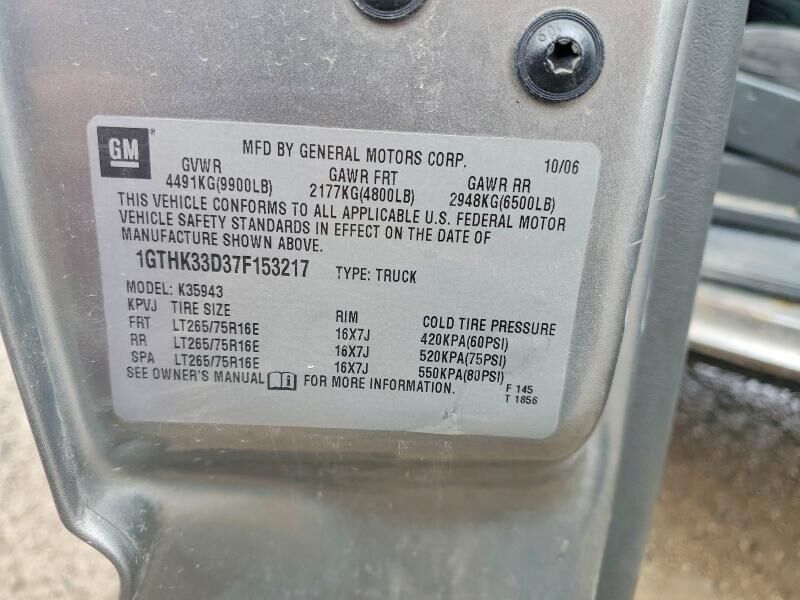 GM
®
MFD BY GENERAL MOTORS CORP. 10/06
GVWR GAWR FRT GAWR RR
4491KG(9900LB) 2177KG(4800LB) 2948KG(6500LB)
THIS VEHICLE CONFORMS TO ALL APPLICABLE U.S. FEDERAL MOTOR
VEHICLE SAFETY STANDARDS IN EFFECT ON THE DATE OF
MANUFACTURE SHOWN ABOVE.
1GTHK33D37F153217 TYPE: TRUCK
MODEL: K35943
KPVJ TIRE SIZE RIM COLD TIRE PRESSURE
FRT LT265/75R16E 16X7J 420KPA(60PSI)
RR LT265/75R16E 16X7J 520KPA(75PSI)
SPA LT265/75R16E 16X7J 550KPA(80PSI)
SEE OWNER'S MANUAL FOR MORE INFORMATION.
F 145
T 1856